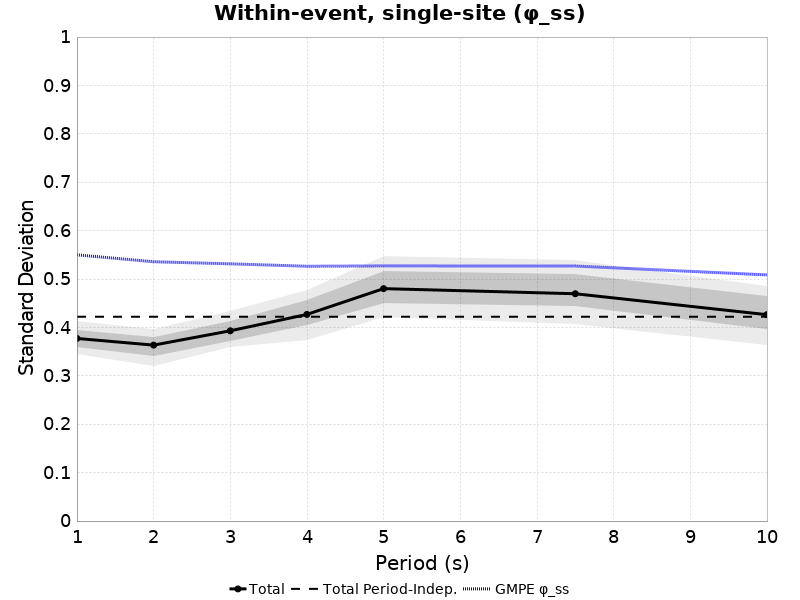 Within-event, single-site (φ_ss)
1
0.9
0.8
0.7
0.6
0.5
0.4
0.3
0.2
0.1
0
Standard Deviation
1 2 3 4 5 6 7 8 9 10
Period (s)
Total Total Period-Indep. GMPE φ_ss